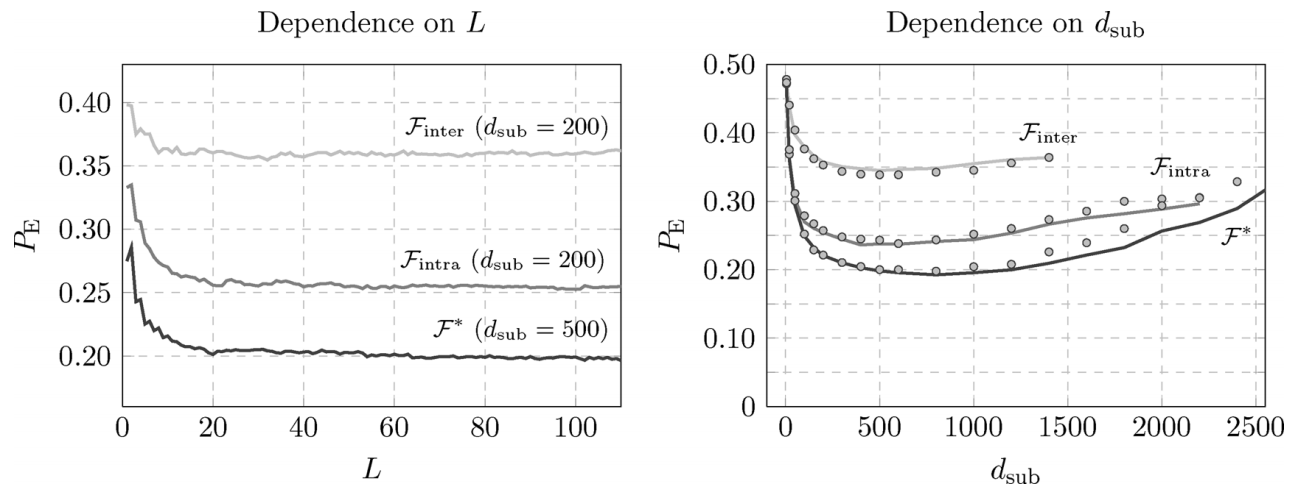 Dependence on L
P_E
0.40
0.35
0.30
0.25
0.20
F_inter (d_sub = 200)
F_intra (d_sub = 200)
F* (d_sub = 500)
0 20 40 60 80 100
L
Dependence on d_sub
P_E
0.50
0.40
0.30
0.20
0.10
0
F_inter
F_intra
F*
0 500 1000 1500 2000 2500
d_sub